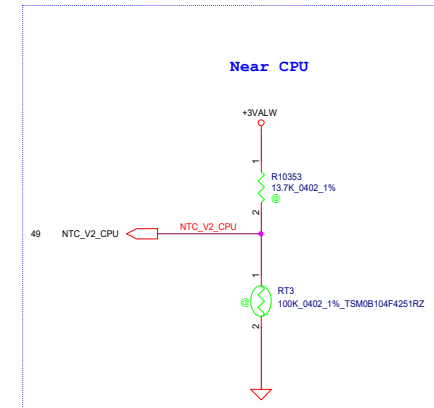 Near CPU
+3VALW
1
R10353
13.7K_0402_1%
@
2
49 NTC_V2_CPU NTC_V2_CPU
1
RT3
@ 100K_0402_1%_TSM0B104F4251RZ
2